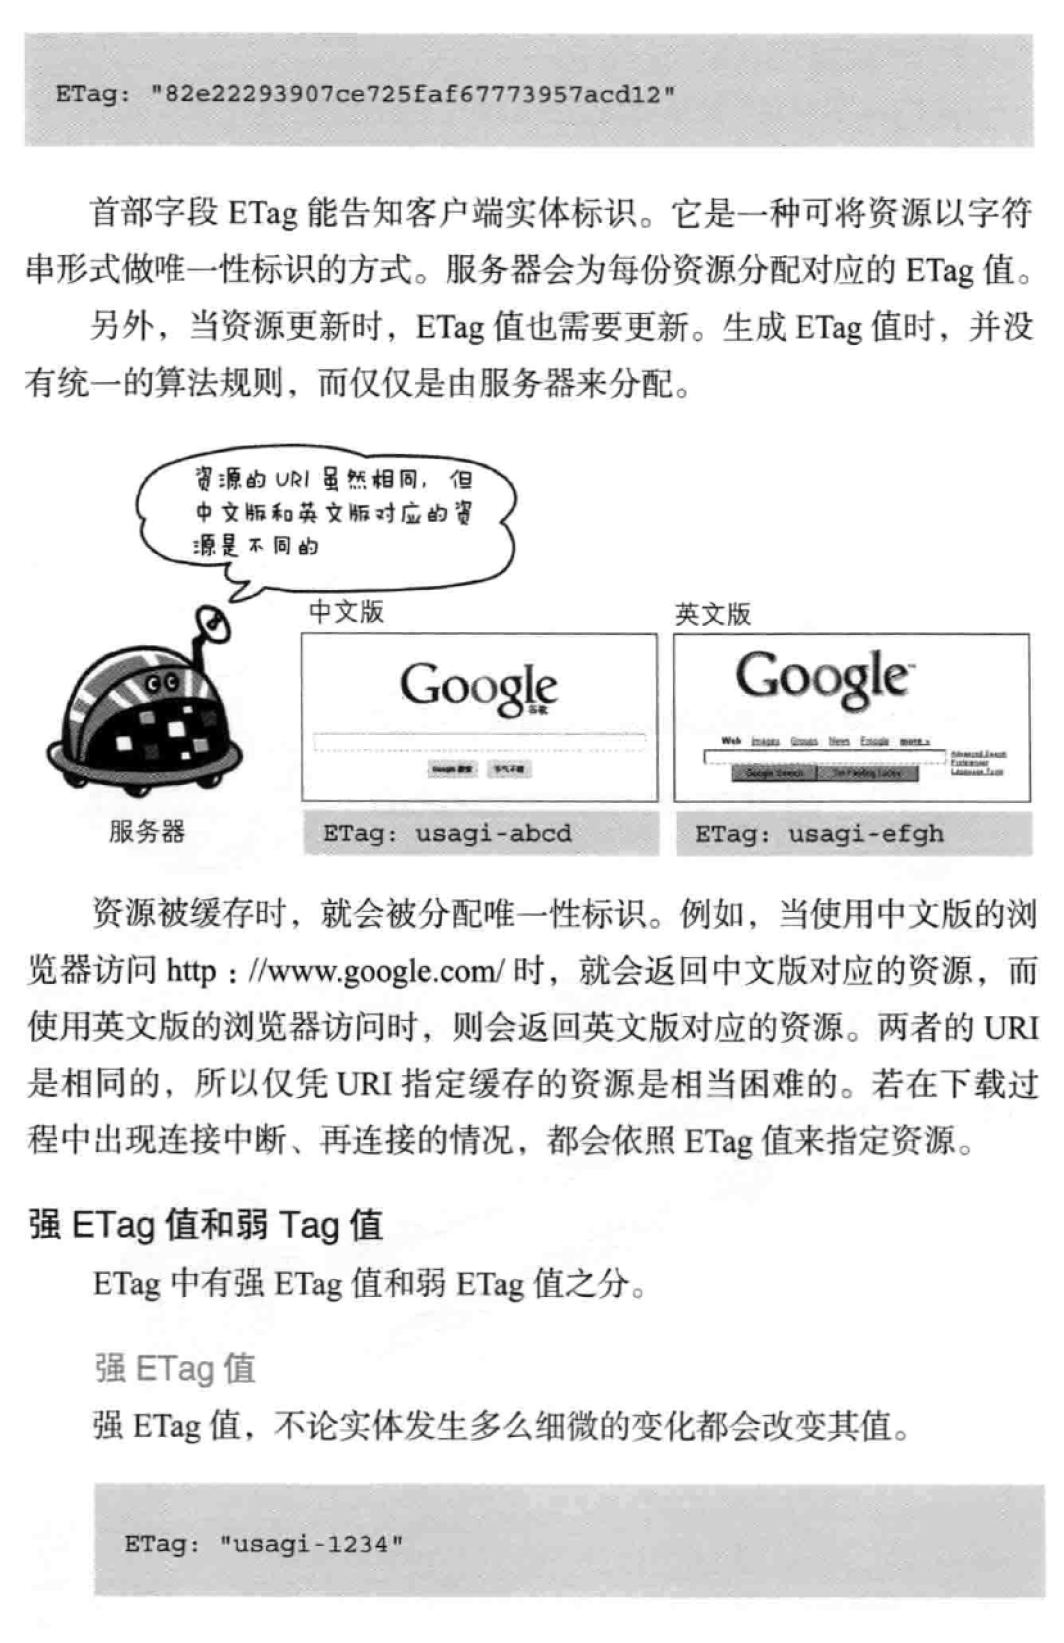 ETag: "82e22293907ce725faf67773957acd12"
首部字段 ETag 能告知客户端实体标识。它是一种可将资源以字符
串形式做唯一性标识的方式。服务器会为每份资源分配对应的 ETag 值。
另外，当资源更新时，ETag 值也需要更新。生成 ETag 值时，并没
有统一的算法规则，而仅仅是由服务器来分配。
资源的 URI 虽然相同，但
中文版和英文版对应的资
源是不同的
中文版
英文版
Google
谷歌
Google™
Web Images Groups News Froogle more »
Advanced Search
Preferences
Language Tools
Google Search I'm Feeling Lucky
服务器
ETag: usagi-abcd
ETag: usagi-efgh
资源被缓存时，就会被分配唯一性标识。例如，当使用中文版的浏
览器访问 http : //www.google.com/ 时，就会返回中文版对应的资源，而
使用英文版的浏览器访问时，则会返回英文版对应的资源。两者的 URI
是相同的，所以仅凭 URI 指定缓存的资源是相当困难的。若在下载过
程中出现连接中断、再连接的情况，都会依照 ETag 值来指定资源。
强 ETag 值和弱 Tag 值
ETag 中有强 ETag 值和弱 ETag 值之分。
强 ETag 值
强 ETag 值，不论实体发生多么细微的变化都会改变其值。
ETag: "usagi-1234"